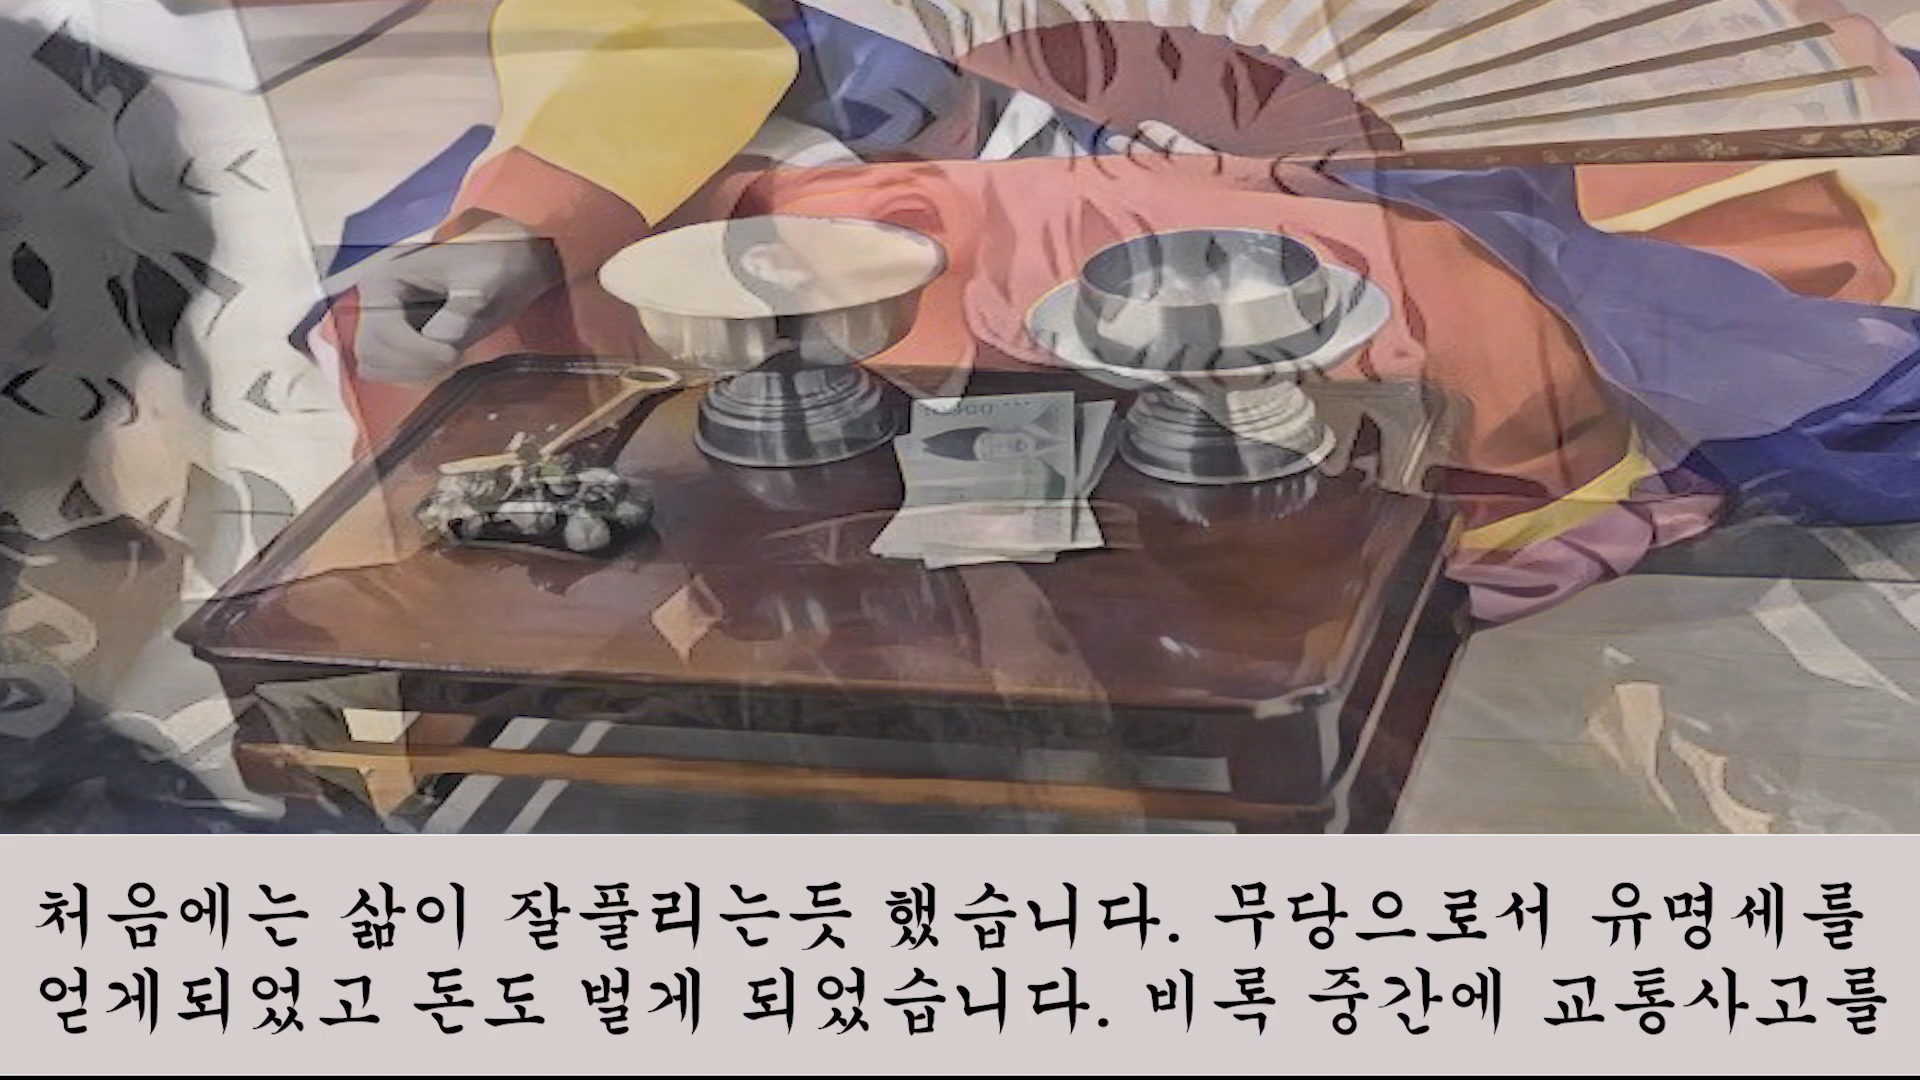 처음에는 삶이 잘풀리는듯 했습니다. 무당으로서 유명세를
얻게되었고 돈도 벌게 되었습니다. 비록 중간에 교통사고를